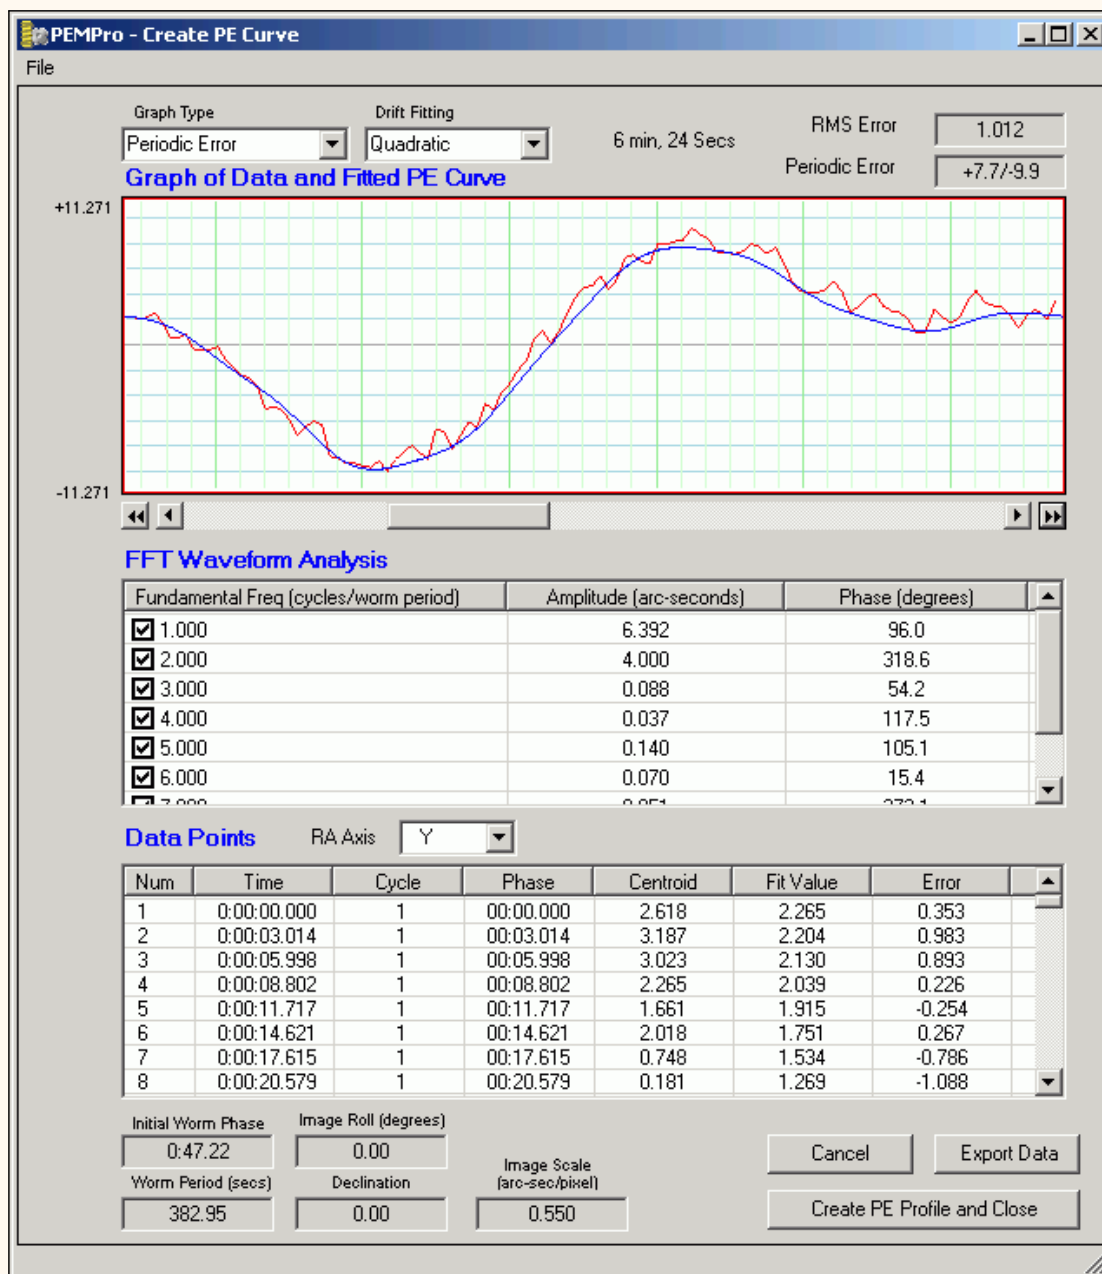 PEMPro - Create PE Curve
File
Graph Type
Drift Fitting
Periodic Error
Quadratic
6 min, 24 Secs
RMS Error
1.012
Periodic Error
+7.7/-9.9
Graph of Data and Fitted PE Curve
+11.271
-11.271
FFT Waveform Analysis
Fundamental Freq (cycles/worm period) Amplitude (arc-seconds) Phase (degrees)
1.000 6.392 96.0
2.000 4.000 318.6
3.000 0.088 54.2
4.000 0.037 117.5
5.000 0.140 105.1
6.000 0.070 15.4
Data Points RA Axis Y
Num Time Cycle Phase Centroid Fit Value Error
1 0:00:00.000 1 00:00.000 2.618 2.265 0.353
2 0:00:03.014 1 00:03.014 3.187 2.204 0.983
3 0:00:05.998 1 00:05.998 3.023 2.130 0.893
4 0:00:08.802 1 00:08.802 2.265 2.039 0.226
5 0:00:11.717 1 00:11.717 1.661 1.915 -0.254
6 0:00:14.621 1 00:14.621 2.018 1.751 0.267
7 0:00:17.615 1 00:17.615 0.748 1.534 -0.786
8 0:00:20.579 1 00:20.579 0.181 1.269 -1.088
Initial Worm Phase
0:47.22
Image Roll (degrees)
0.00
Worm Period (secs)
382.95
Declination
0.00
Image Scale
(arc-sec/pixel)
0.550
Cancel
Export Data
Create PE Profile and Close